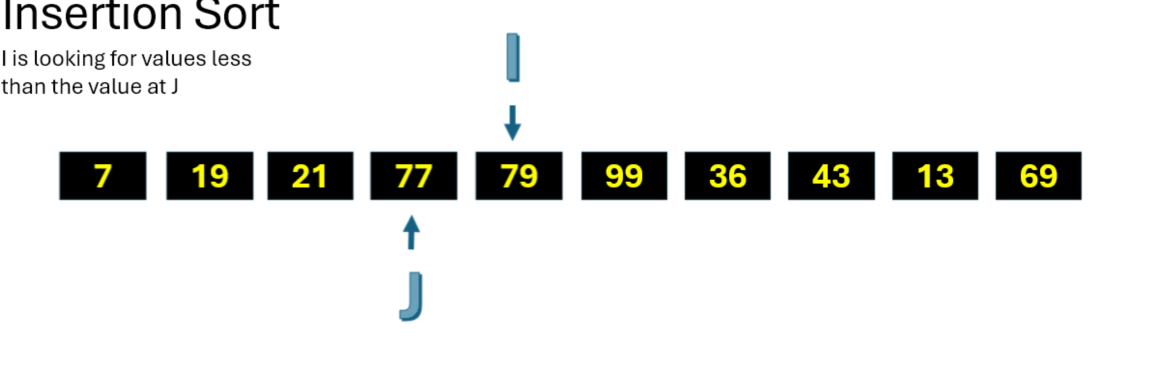 Insertion Sort
I is looking for values less
than the value at J
I
7 19 21 77 79 99 36 43 13 69
J